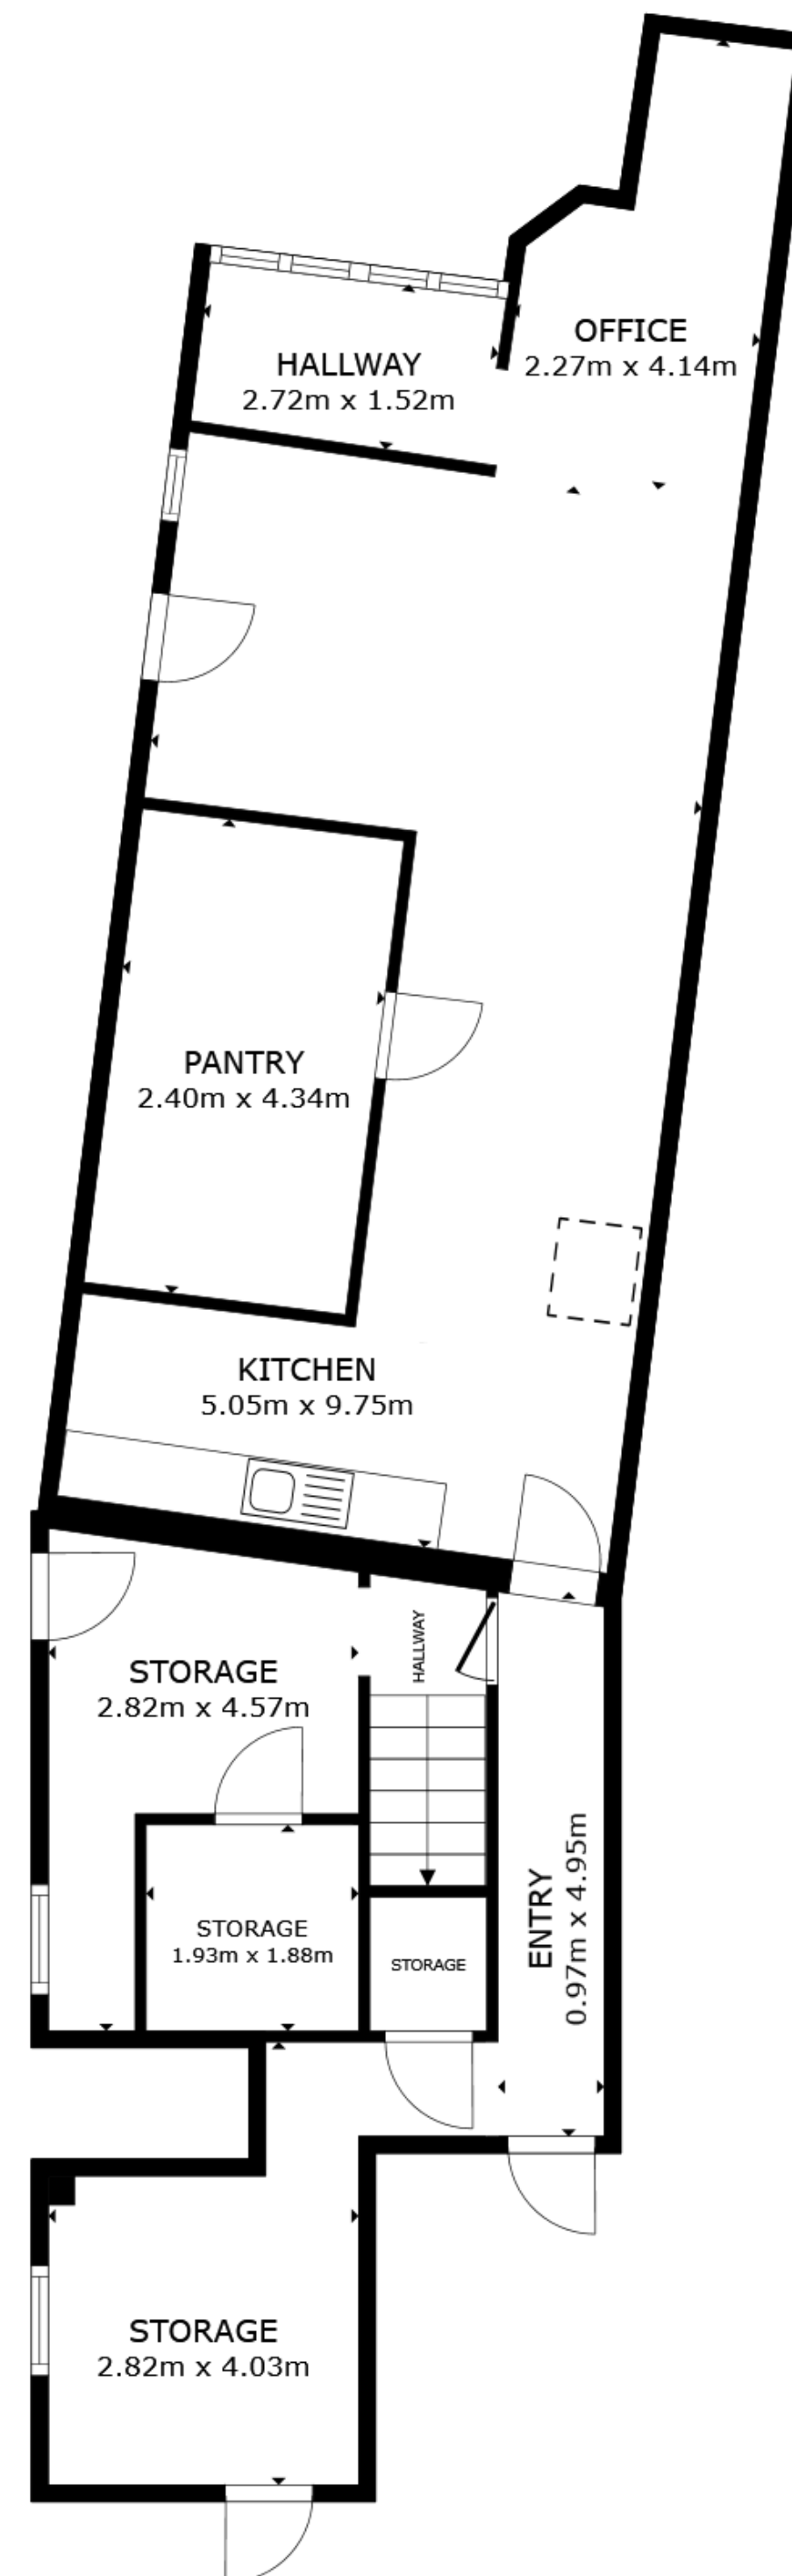 OFFICE
2.27m x 4.14m
HALLWAY
2.72m x 1.52m
PANTRY
2.40m x 4.34m
KITCHEN
5.05m x 9.75m
HALLWAY
STORAGE
2.82m x 4.57m
ENTRY
0.97m x 4.95m
STORAGE
1.93m x 1.88m
STORAGE
STORAGE
2.82m x 4.03m